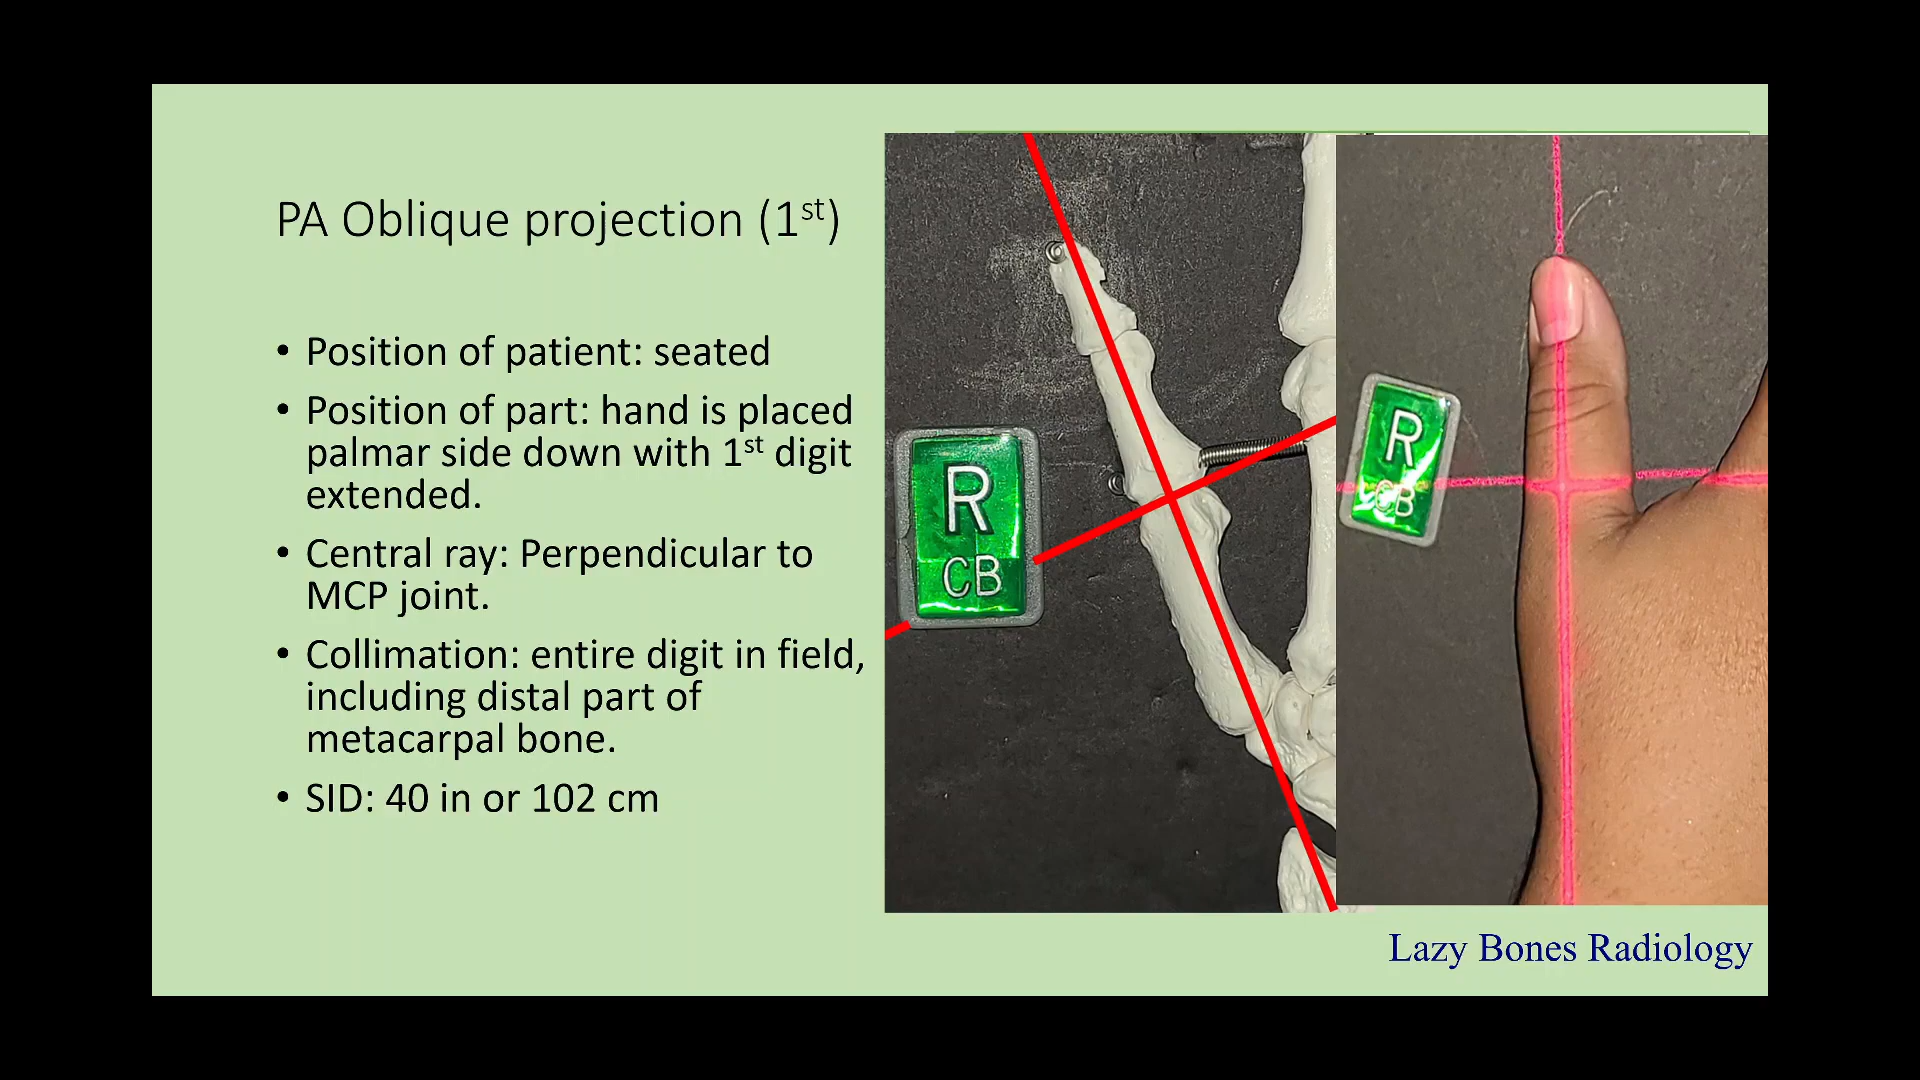 PA Oblique projection (1st)
• Position of patient: seated
• Position of part: hand is placed
palmar side down with 1st digit
extended.
• Central ray: Perpendicular to
MCP joint.
• Collimation: entire digit in field,
including distal part of
metacarpal bone.
• SID: 40 in or 102 cm
R
CB
R
CB
Lazy Bones Radiology